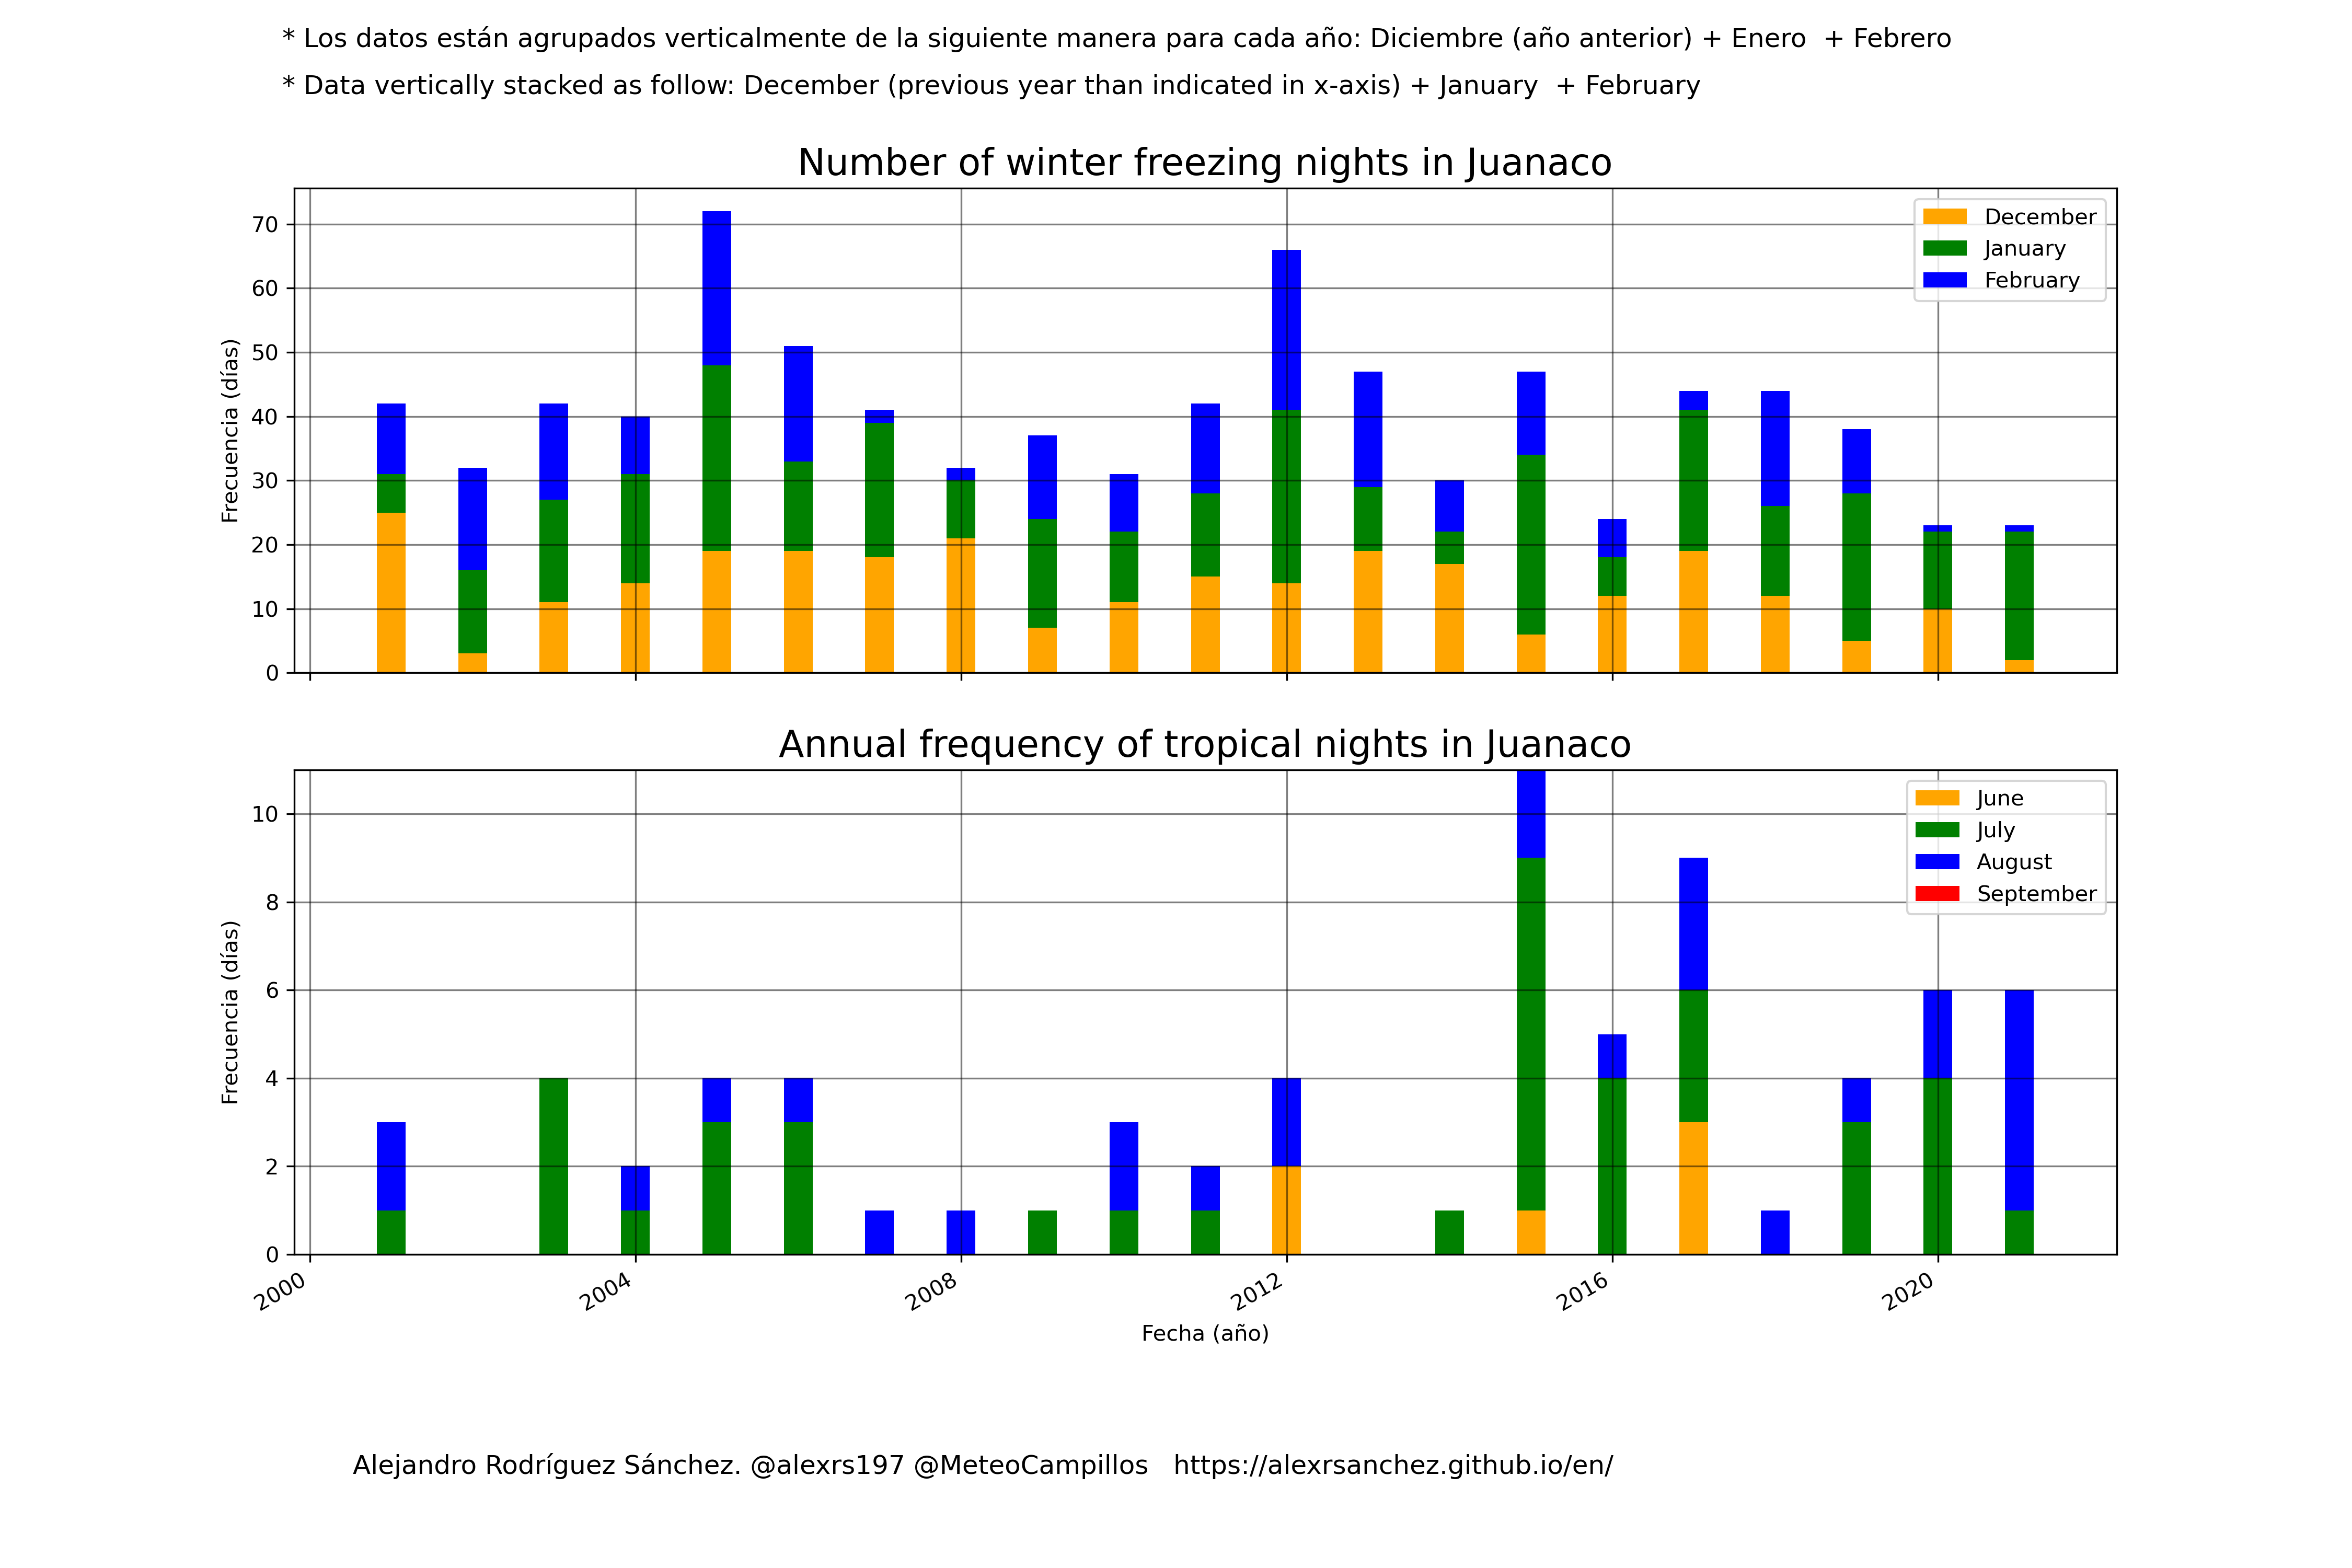 * Los datos están agrupados verticalmente de la siguiente manera para cada año: Diciembre (año anterior) + Enero  + Febrero
* Data vertically stacked as follow: December (previous year than indicated in x-axis) + January  + February
Number of winter freezing nights in Juanaco
Frecuencia (días)
70
60
50
40
30
20
10
0
December
January
February
Annual frequency of tropical nights in Juanaco
Frecuencia (días)
10
8
6
4
2
0
June
July
August
September
2000
2004
2008
2012
2016
2020
Fecha (año)
Alejandro Rodríguez Sánchez. @alexrs197 @MeteoCampillos   https://alexrsanchez.github.io/en/